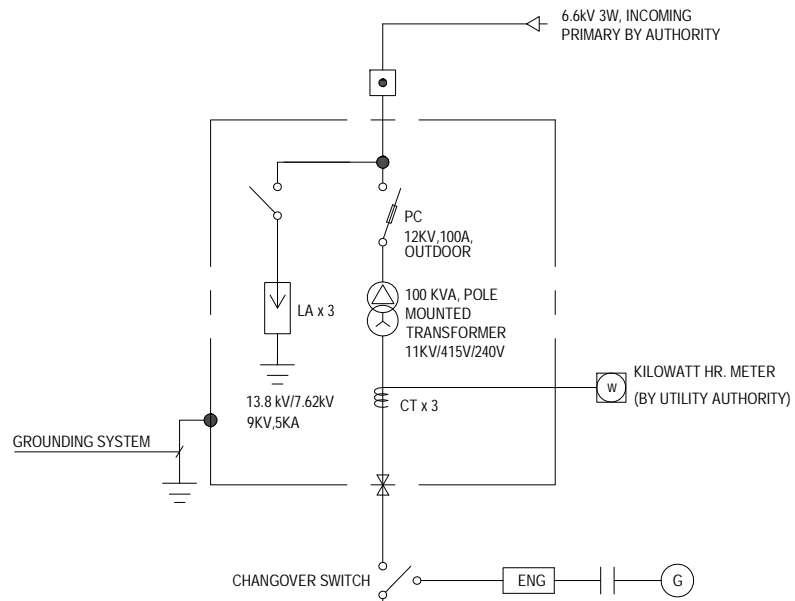 6.6kV 3W, INCOMING
PRIMARY BY AUTHORITY
PC
12KV,100A,
OUTDOOR
LA x 3
100 KVA, POLE
MOUNTED
TRANSFORMER
11KV/415V/240V
KILOWATT HR. METER
(BY UTILITY AUTHORITY)
W
13.8 kV/7.62kV
9KV,5KA
CT x 3
GROUNDING SYSTEM
CHANGOVER SWITCH
ENG
G